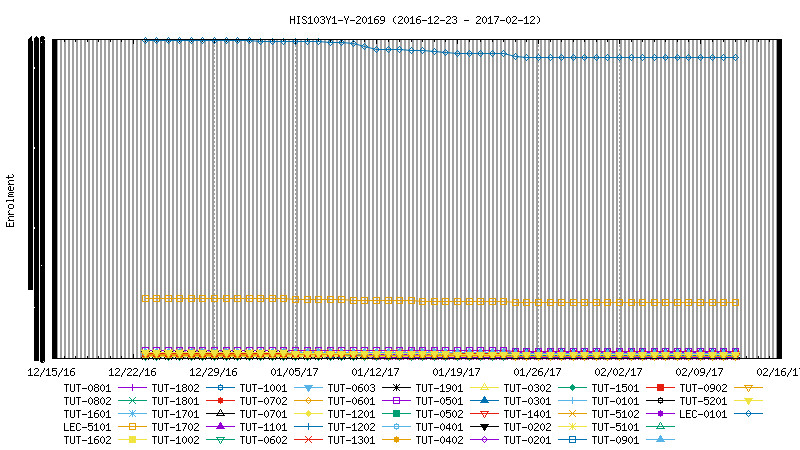 HIS103Y1-Y-20169 (2016-12-23 - 2017-02-12)
Enrolment
12/15/16 12/22/16 12/29/16 01/05/17 01/12/17 01/19/17 01/26/17 02/02/17 02/09/17 02/16/17
TUT-0801 TUT-1802 TUT-1001 TUT-0603 TUT-1901 TUT-0302 TUT-1501 TUT-0902
TUT-0802 TUT-1801 TUT-0702 TUT-0601 TUT-0501 TUT-0301 TUT-0101 TUT-5201
TUT-1601 TUT-1701 TUT-0701 TUT-1201 TUT-0502 TUT-1401 TUT-5102 LEC-0101
LEC-5101 TUT-1702 TUT-1101 TUT-1202 TUT-0401 TUT-0202 TUT-5101
TUT-1602 TUT-1002 TUT-0602 TUT-1301 TUT-0402 TUT-0201 TUT-0901